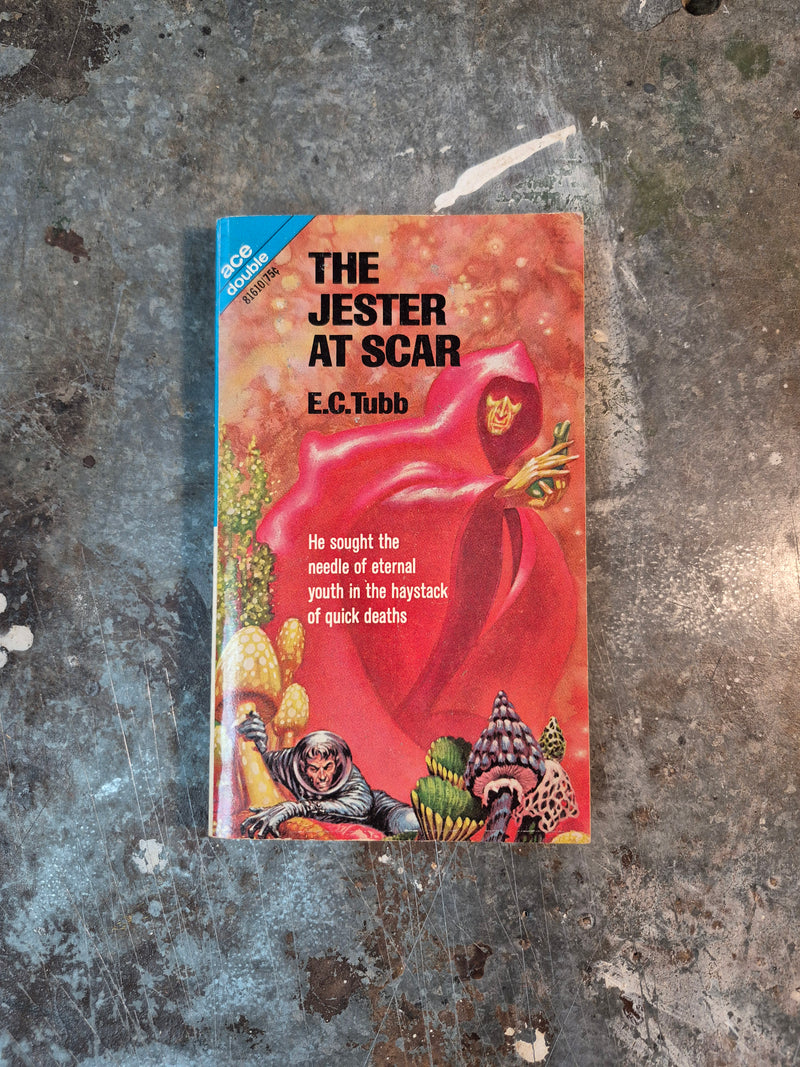 ace
double
81610/75¢
THE
JESTER
AT SCAR
E.C.Tubb
He sought the
needle of eternal
youth in the haystack
of quick deaths